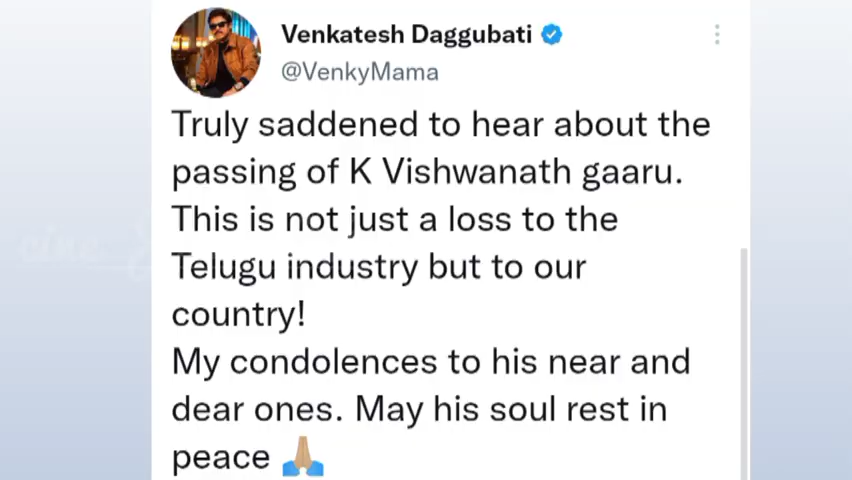 Venkatesh Daggubati
@VenkyMama
Truly saddened to hear about the
passing of K Vishwanath gaaru.
This is not just a loss to the
Telugu industry but to our
country!
My condolences to his near and
dear ones. May his soul rest in
peace 🙏🏽